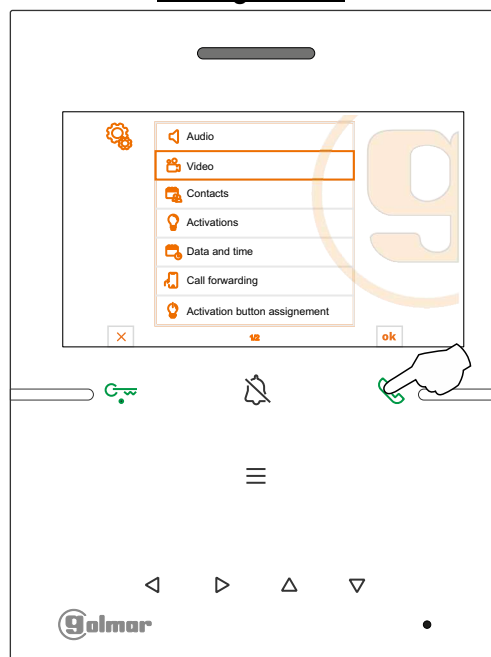 Audio
Video
Contacts
Activations
Data and time
Call forwarding
Activation button assignement
1/2
ok
golmar